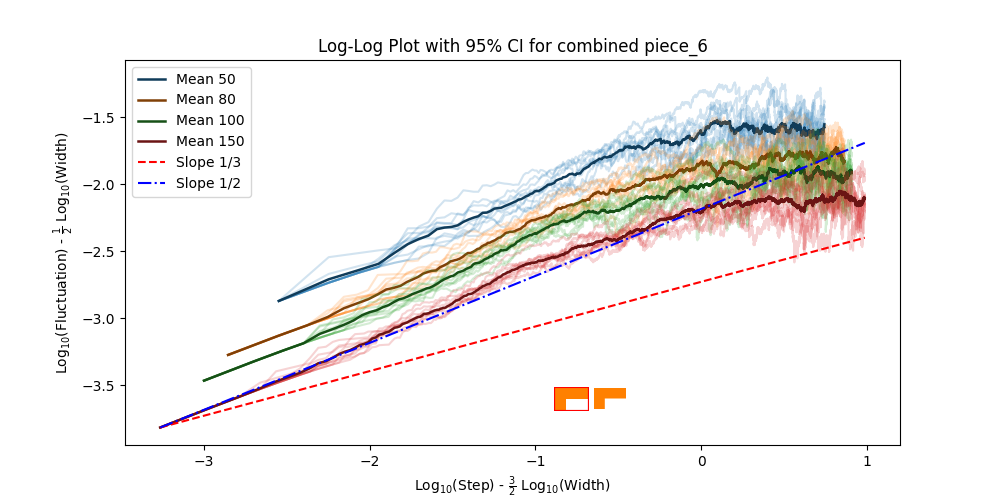 Log-Log Plot with 95% CI for combined piece_6
Mean 50
Mean 80
Mean 100
Mean 150
Slope 1/3
Slope 1/2
Log₁₀(Fluctuation) - ½ Log₁₀(Width)
−1.5
−2.0
−2.5
−3.0
−3.5
−3 −2 −1 0 1
Log₁₀(Step) - 3/2 Log₁₀(Width)